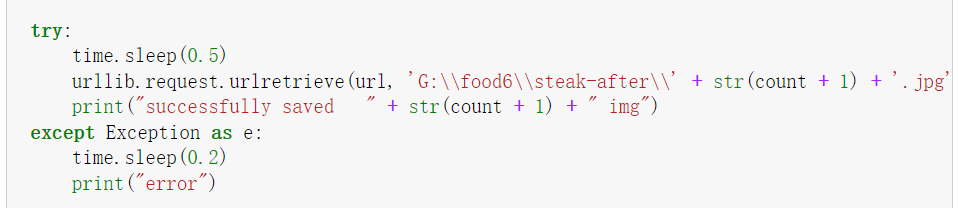 try:
    time.sleep(0.5)
    urllib.request.urlretrieve(url, 'G:\\food6\\steak-after\\' + str(count + 1) + '.jpg'
    print("successfully saved   " + str(count + 1) + " img")
except Exception as e:
    time.sleep(0.2)
    print("error")